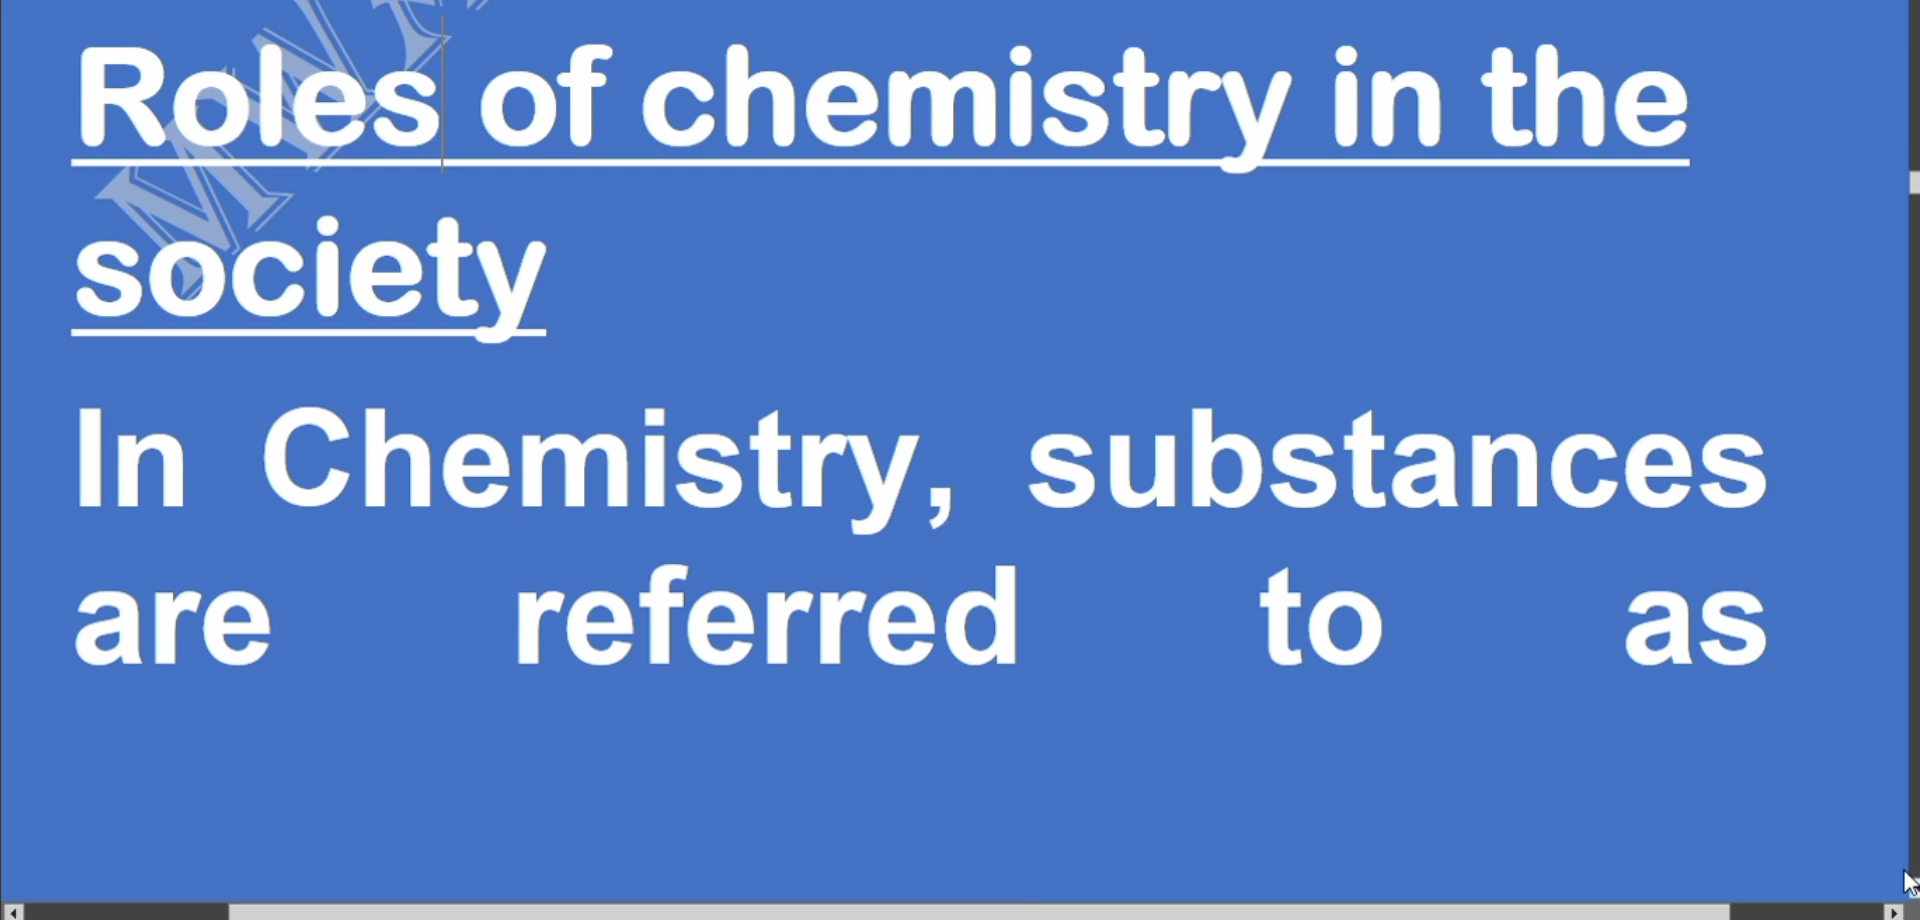 Roles of chemistry in the
society
In Chemistry, substances
are referred to as